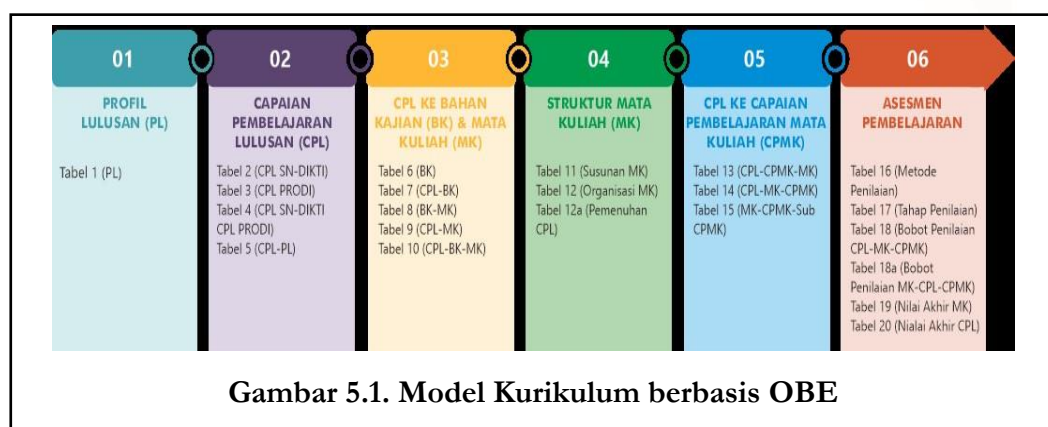 01
PROFIL
LULUSAN (PL)
Tabel 1 (PL)
02
CAPAIAN
PEMBELAJARAN
LULUSAN (CPL)
Tabel 2 (CPL SN-DIKTI)
Tabel 3 (CPL PRODI)
Tabel 4 (CPL SN-DIKTI
CPL PRODI)
Tabel 5 (CPL-PL)
03
CPL KE BAHAN
KAJIAN (BK) & MATA
KULIAH (MK)
Tabel 6 (BK)
Tabel 7 (CPL-BK)
Tabel 8 (BK-MK)
Tabel 9 (CPL-MK)
Tabel 10 (CPL-BK-MK)
04
STRUKTUR MATA
KULIAH (MK)
Tabel 11 (Susunan MK)
Tabel 12 (Organisasi MK)
Tabel 12a (Pemenuhan
CPL)
05
CPL KE CAPAIAN
PEMBELAJARAN MATA
KULIAH (CPMK)
Tabel 13 (CPL-CPMK-MK)
Tabel 14 (CPL-MK-CPMK)
Tabel 15 (MK-CPMK-Sub
CPMK)
06
ASESMEN
PEMBELAJARAN
Tabel 16 (Metode
Penilaian)
Tabel 17 (Tahap Penilaian)
Tabel 18 (Bobot Penilaian
CPL-MK-CPMK)
Tabel 18a (Bobot
Penilaian MK-CPL-CPMK)
Tabel 19 (Nilai Akhir MK)
Tabel 20 (Nialai Akhir CPL)
Gambar 5.1. Model Kurikulum berbasis OBE